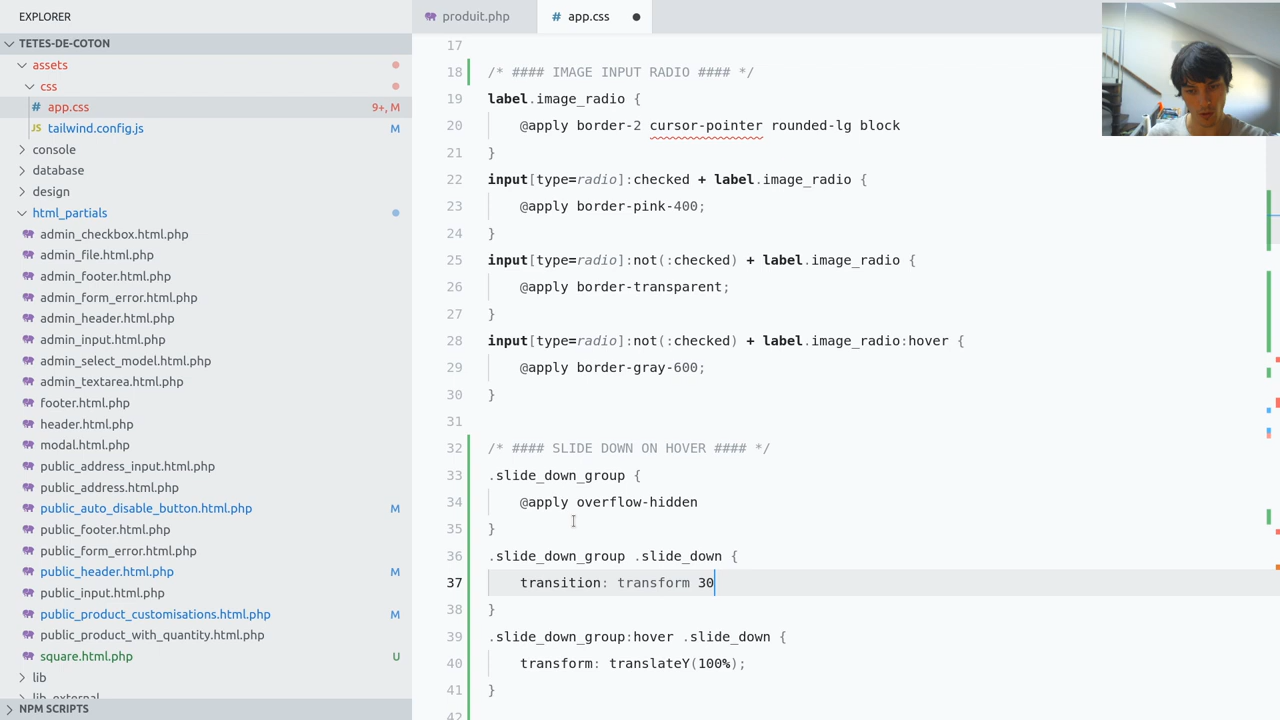 EXPLORER
TETES-DE-COTON
assets
css
# app.css 9+, M
JS tailwind.config.js M
console
database
design
html_partials
admin_checkbox.html.php
admin_file.html.php
admin_footer.html.php
admin_form_error.html.php
admin_header.html.php
admin_input.html.php
admin_select_model.html.php
admin_textarea.html.php
footer.html.php
header.html.php
modal.html.php
public_address_input.html.php
public_address.html.php
public_auto_disable_button.html.php M
public_footer.html.php
public_form_error.html.php
public_header.html.php M
public_input.html.php
public_product_customisations.html.php M
public_product_with_quantity.html.php
square.html.php U
lib
lib_external
NPM SCRIPTS
produit.php
# app.css
17
18 /* #### IMAGE INPUT RADIO #### */
19 label.image_radio {
20 @apply border-2 cursor-pointer rounded-lg block
21 }
22 input[type=radio]:checked + label.image_radio {
23 @apply border-pink-400;
24 }
25 input[type=radio]:not(:checked) + label.image_radio {
26 @apply border-transparent;
27 }
28 input[type=radio]:not(:checked) + label.image_radio:hover {
29 @apply border-gray-600;
30 }
31
32 /* #### SLIDE DOWN ON HOVER #### */
33 .slide_down_group {
34 @apply overflow-hidden
35 }
36 .slide_down_group .slide_down {
37 transition: transform 30
38 }
39 .slide_down_group:hover .slide_down {
40 transform: translateY(100%);
41 }
42